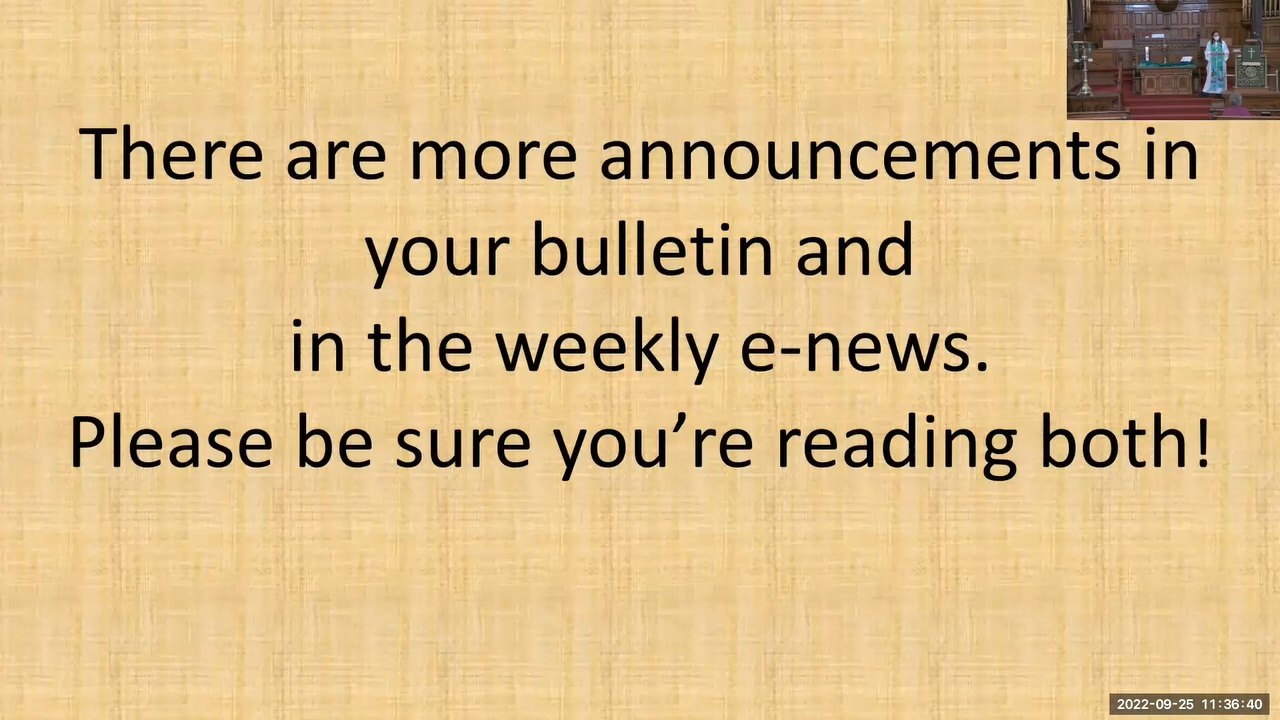 There are more announcements in
your bulletin and
in the weekly e-news.
Please be sure you’re reading both!
2022-09-25 11:36:40